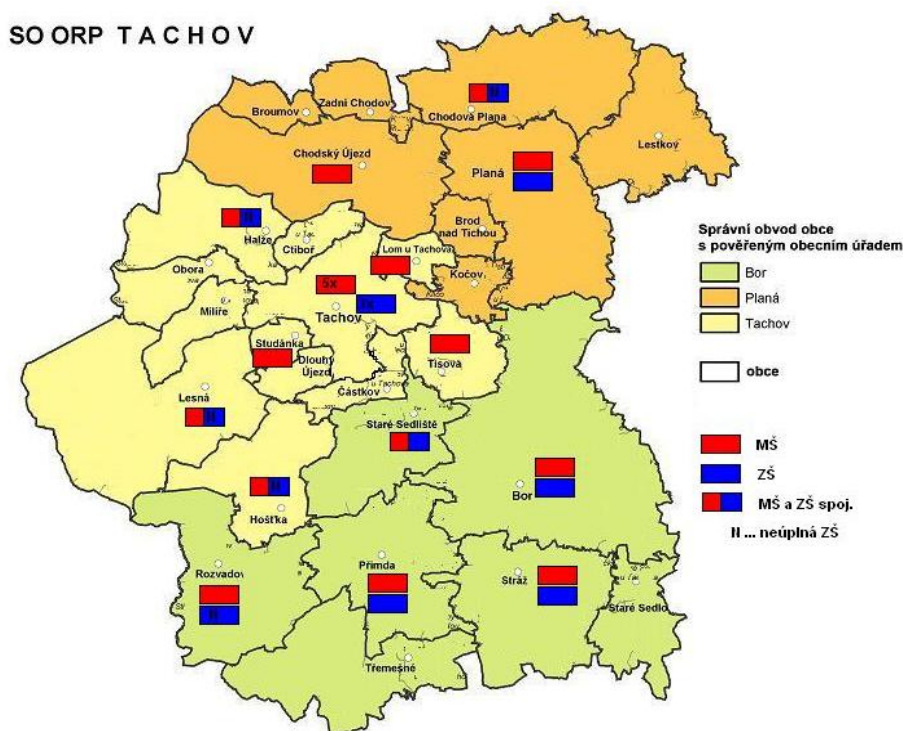 SO ORP T A C H O V
Broumov
Zadní Chodov
Chodová Planá
N
Lestkov
Chodský Újezd
Planá
Halže
N
Ctiboř
Brod
nad Tichou
Lom u Tachova
Obora
Kočov
Milíře
5x
Tachov
Studánka
Dlouhý
Újezd
Tisová
Lesná
N
Částkov
Staré Sedliště
N
Hošťka
Bor
Rozvadov
N
Přimda
Stráž
Staré Sedlo
Třemešné
Správní obvod obce
s pověřeným obecním úřadem
Bor
Planá
Tachov
obce
MŠ
ZŠ
MŠ a ZŠ spoj.
N ... neúplná ZŠ